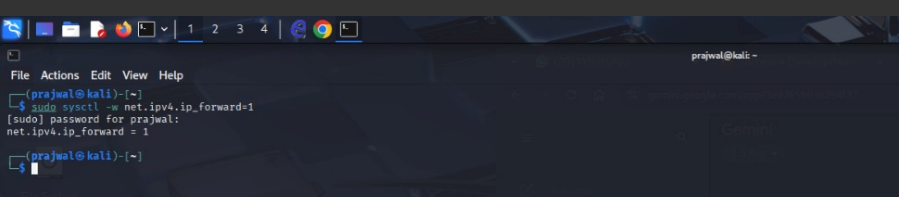 1 2 3 4
prajwal@kali: ~
File Actions Edit View Help
(prajwal㉿kali)-[~]
$ sudo sysctl -w net.ipv4.ip_forward=1
[sudo] password for prajwal:
net.ipv4.ip_forward = 1
Gemini
(prajwal㉿kali)-[~]
$